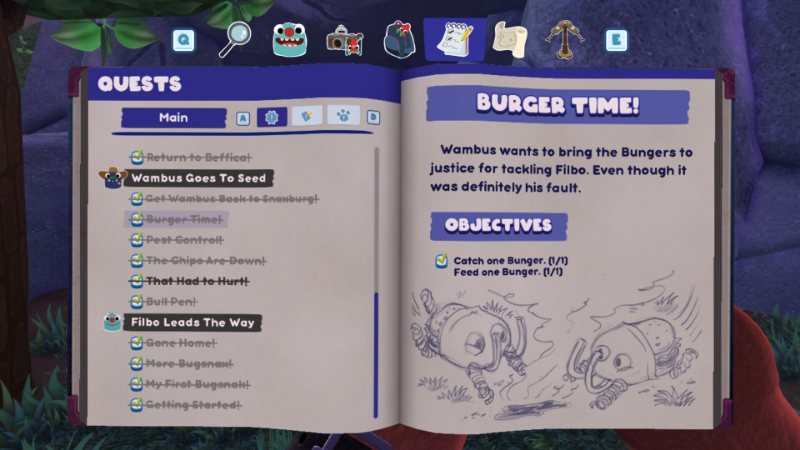 Q
E
QUESTS
Main
A
D
Return to Beffica!
Wambus Goes To Seed
Get Wambus Back to Snaxburg!
Burger Time!
Pest Control!
The Chips Are Down!
That Had to Hurt!
Bull Pen!
Filbo Leads The Way
Gone Home!
More Bugsnax!
My First Bugsnak!
Getting Started!
BURGER TIME!
Wambus wants to bring the Bungers to
justice for tackling Filbo. Even though it
was definitely his fault.
OBJECTIVES
Catch one Bunger. (1/1)
Feed one Bunger. (1/1)